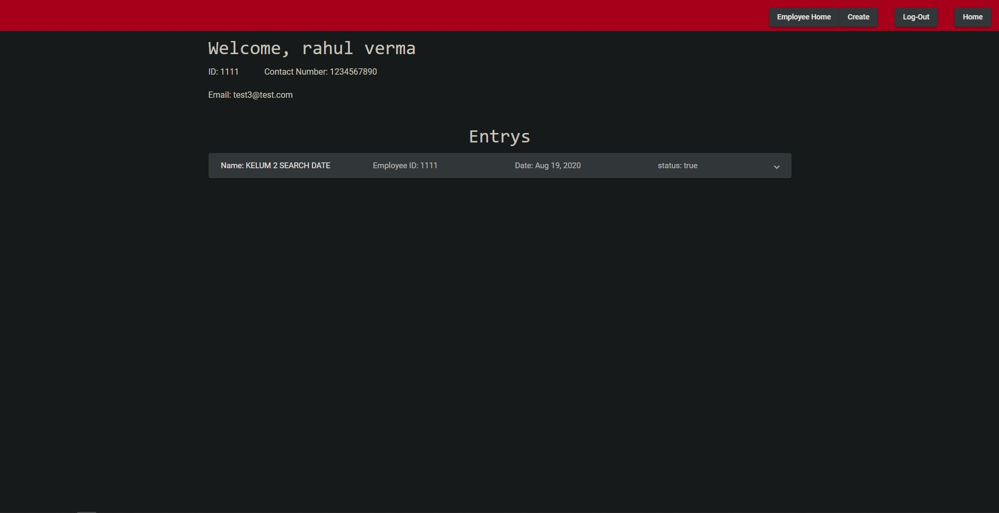 Employee Home Create Log-Out Home
Welcome, rahul verma
ID: 1111 Contact Number: 1234567890
Email: test3@test.com
Entrys
Name: KELUM 2 SEARCH DATE Employee ID: 1111 Date: Aug 19, 2020 status: true